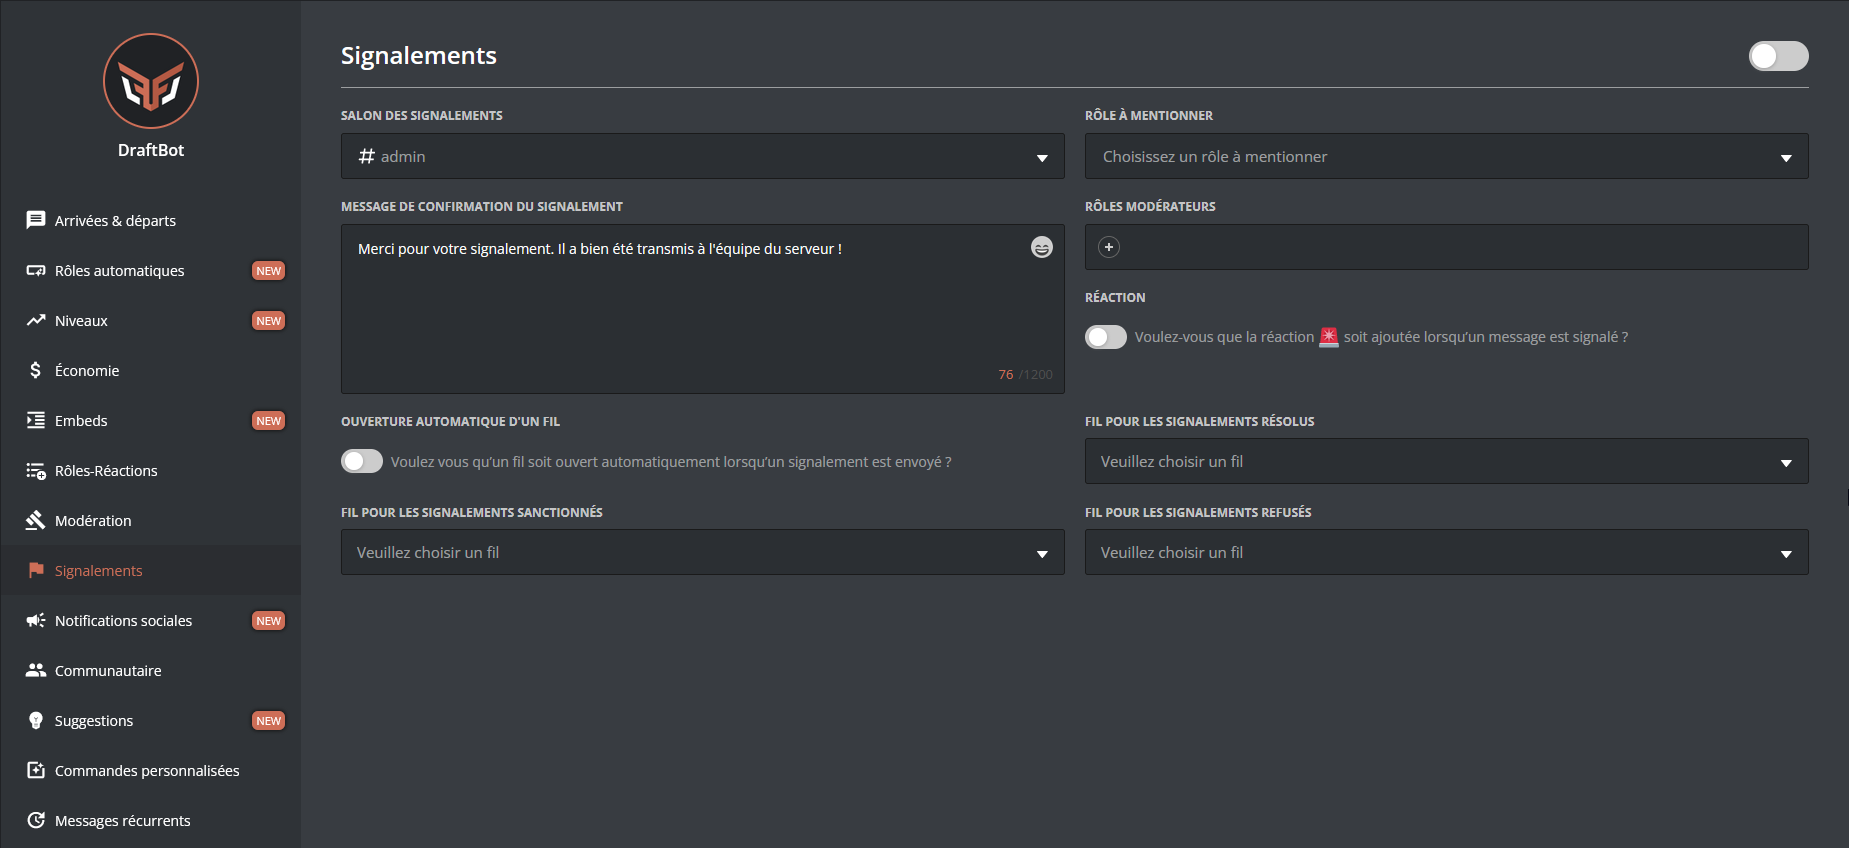 DraftBot
Arrivées & départs
Rôles automatiques NEW
Niveaux NEW
Économie
Embeds NEW
Rôles-Réactions
Modération
Signalements
Notifications sociales NEW
Communautaire
Suggestions NEW
Commandes personnalisées
Messages récurrents
Signalements
SALON DES SIGNALEMENTS
admin
RÔLE À MENTIONNER
Choisissez un rôle à mentionner
MESSAGE DE CONFIRMATION DU SIGNALEMENT
Merci pour votre signalement. Il a bien été transmis à l'équipe du serveur !
76 /1200
RÔLES MODÉRATEURS
RÉACTION
Voulez-vous que la réaction 🚨 soit ajoutée lorsqu’un message est signalé ?
OUVERTURE AUTOMATIQUE D'UN FIL
Voulez vous qu’un fil soit ouvert automatiquement lorsqu’un signalement est envoyé ?
FIL POUR LES SIGNALEMENTS RÉSOLUS
Veuillez choisir un fil
FIL POUR LES SIGNALEMENTS SANCTIONNÉS
Veuillez choisir un fil
FIL POUR LES SIGNALEMENTS REFUSÉS
Veuillez choisir un fil